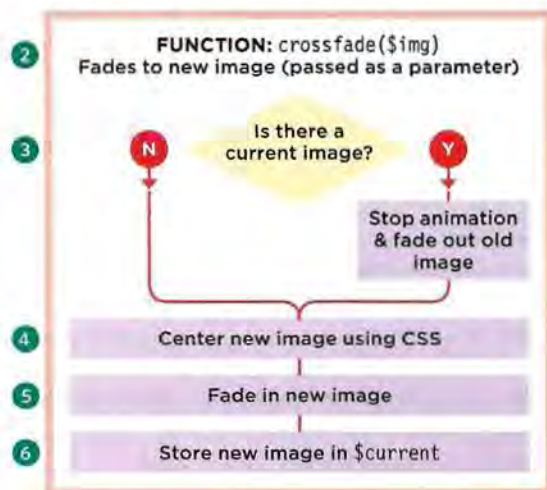 2
FUNCTION: crossfade($img)
Fades to new image (passed as a parameter)
3
N
Is there a
current image?
Y
Stop animation
& fade out old
image
4
Center new image using CSS
5
Fade in new image
6
Store new image in $current